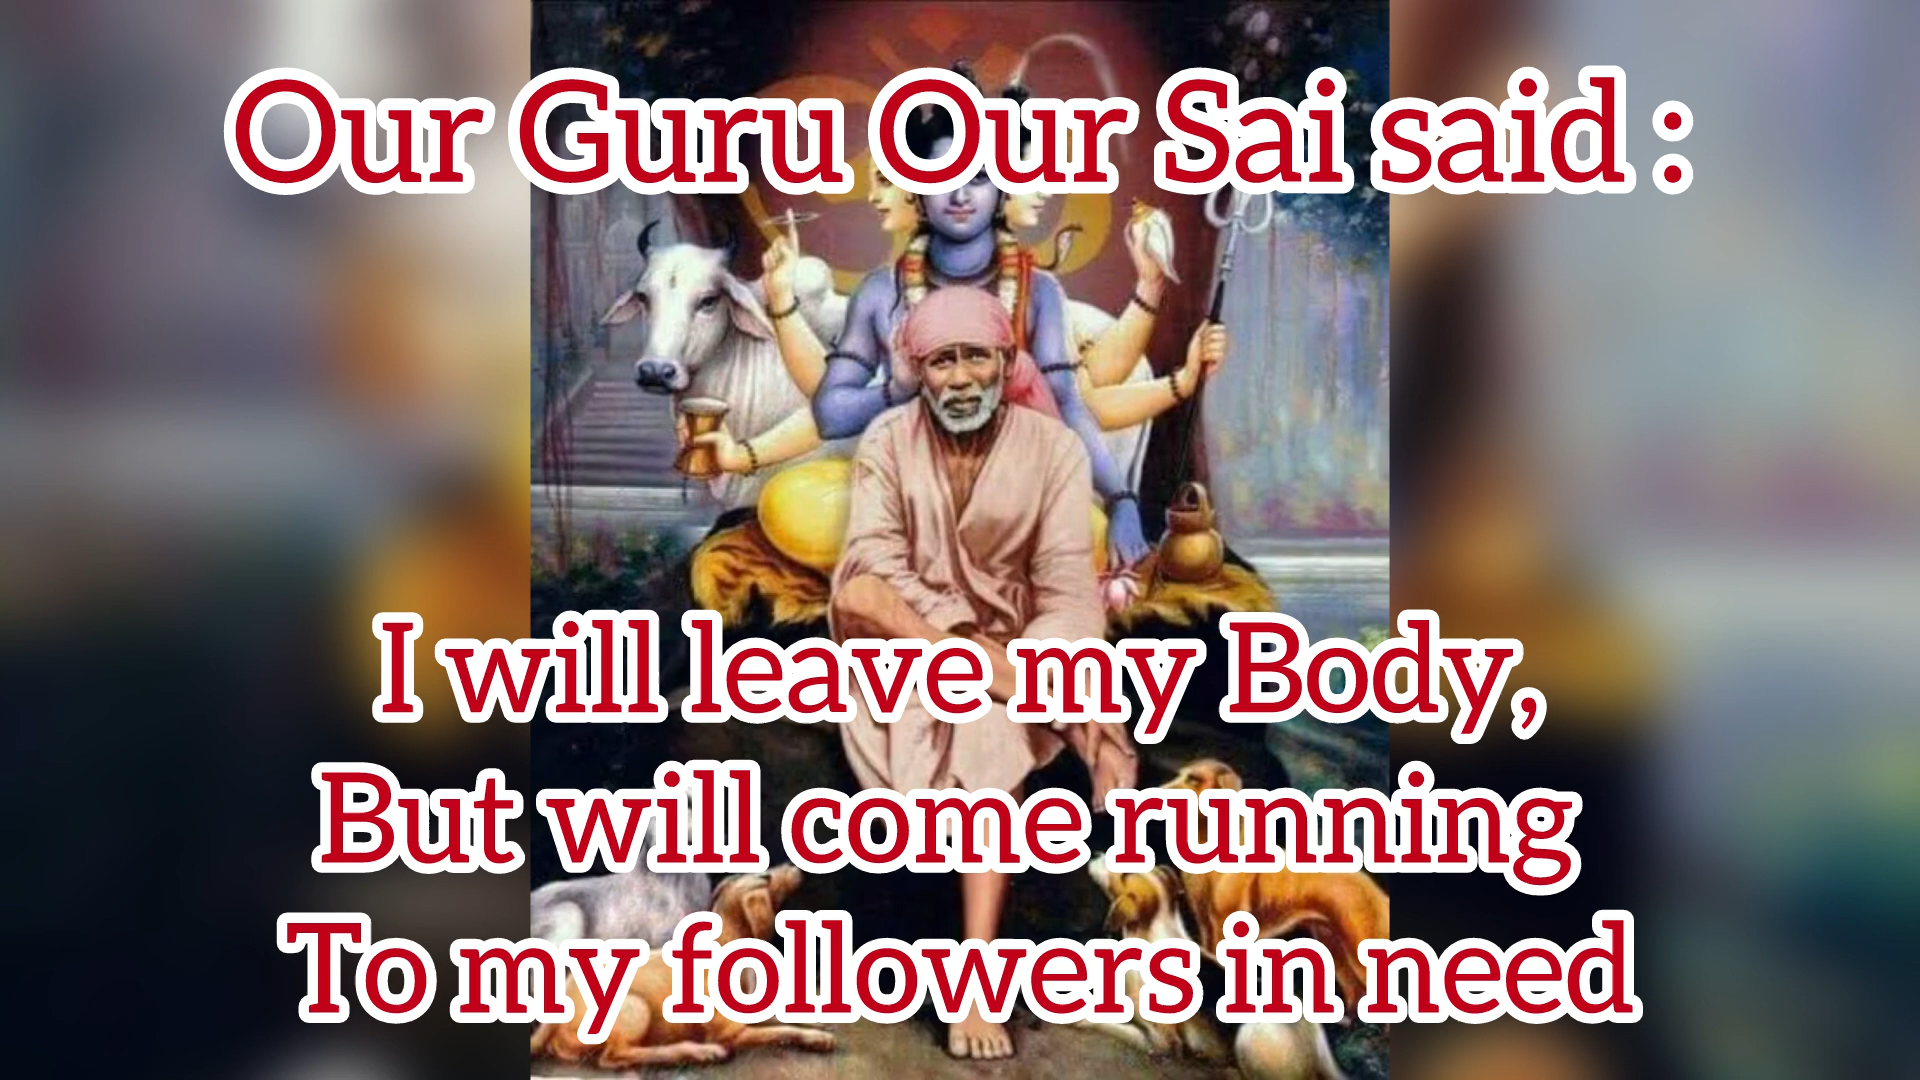 Our Guru Our Sai said :
I will leave my Body,
But will come running
To my followers in need